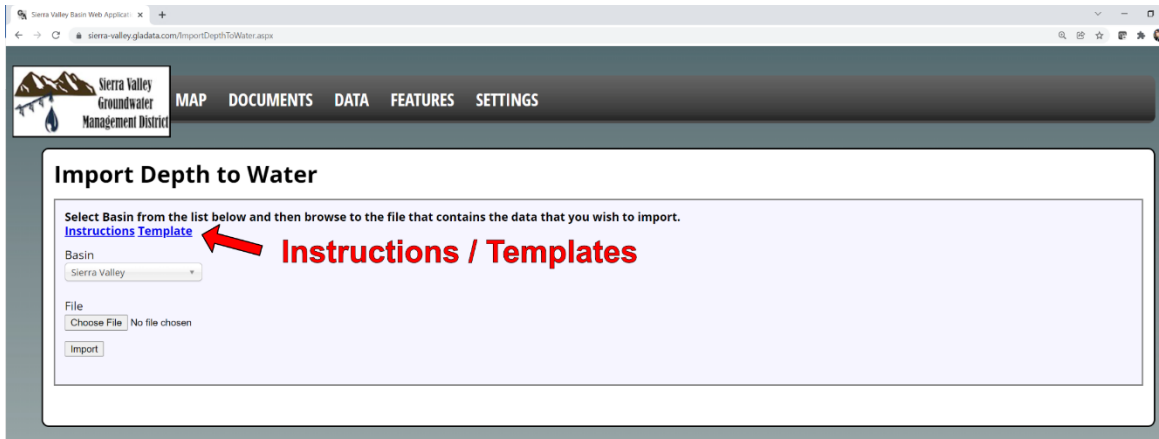 Sierra Valley Basin Web Applicati
sierra-valley.gladata.com/ImportDepthToWater.aspx
Sierra Valley
Groundwater
Management District
MAP DOCUMENTS DATA FEATURES SETTINGS
Import Depth to Water
Select Basin from the list below and then browse to the file that contains the data that you wish to import.
Instructions Template
Instructions / Templates
Basin
Sierra Valley
File
Choose File No file chosen
Import